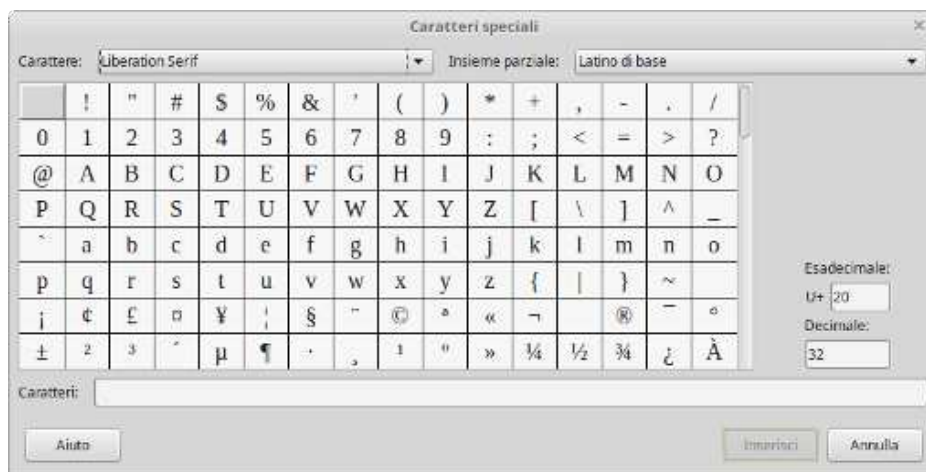 Caratteri speciali
Carattere: Liberation Serif Insieme parziale: Latino di base
! " # $ % & ' ( ) * + , - . /
0 1 2 3 4 5 6 7 8 9 : ; < = > ?
@ A B C D E F G H I J K L M N O
P Q R S T U V W X Y Z [ \ ] ^ _
` a b c d e f g h i j k l m n o
p q r s t u v w x y z { | } ~
¡ ¢ £ ¤ ¥ ¦ § ¨ © ª « ¬ ® ¯ °
± ² ³ ´ µ ¶ · ¸ ¹ º » ¼ ½ ¾ ¿ À
Esadecimale:
U+ 20
Decimale:
32
Caratteri:
Aiuto Inserisci Annulla